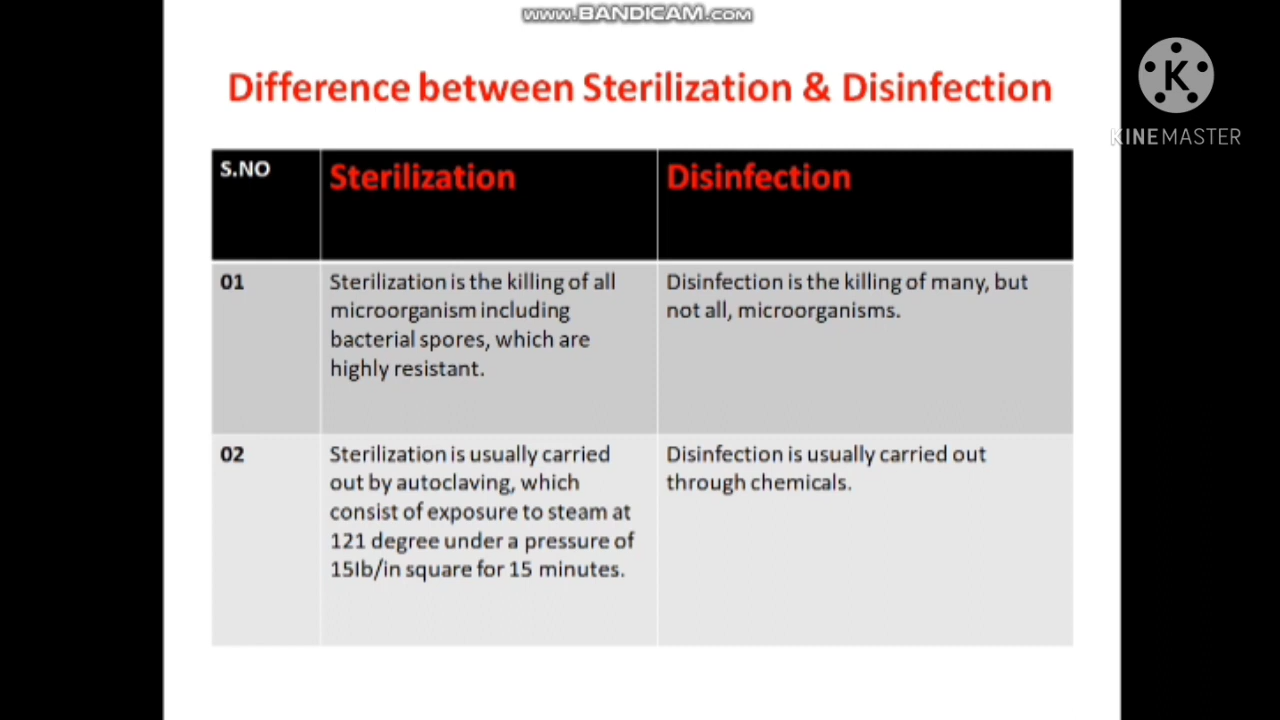 www.BANDICAM.com
Difference between Sterilization & Disinfection
KINEMASTER
S.NO
Sterilization
Disinfection
01
Sterilization is the killing of all
microorganism including
bacterial spores, which are
highly resistant.
Disinfection is the killing of many, but
not all, microorganisms.
02
Sterilization is usually carried
out by autoclaving, which
consist of exposure to steam at
121 degree under a pressure of
15Ib/in square for 15 minutes.
Disinfection is usually carried out
through chemicals.